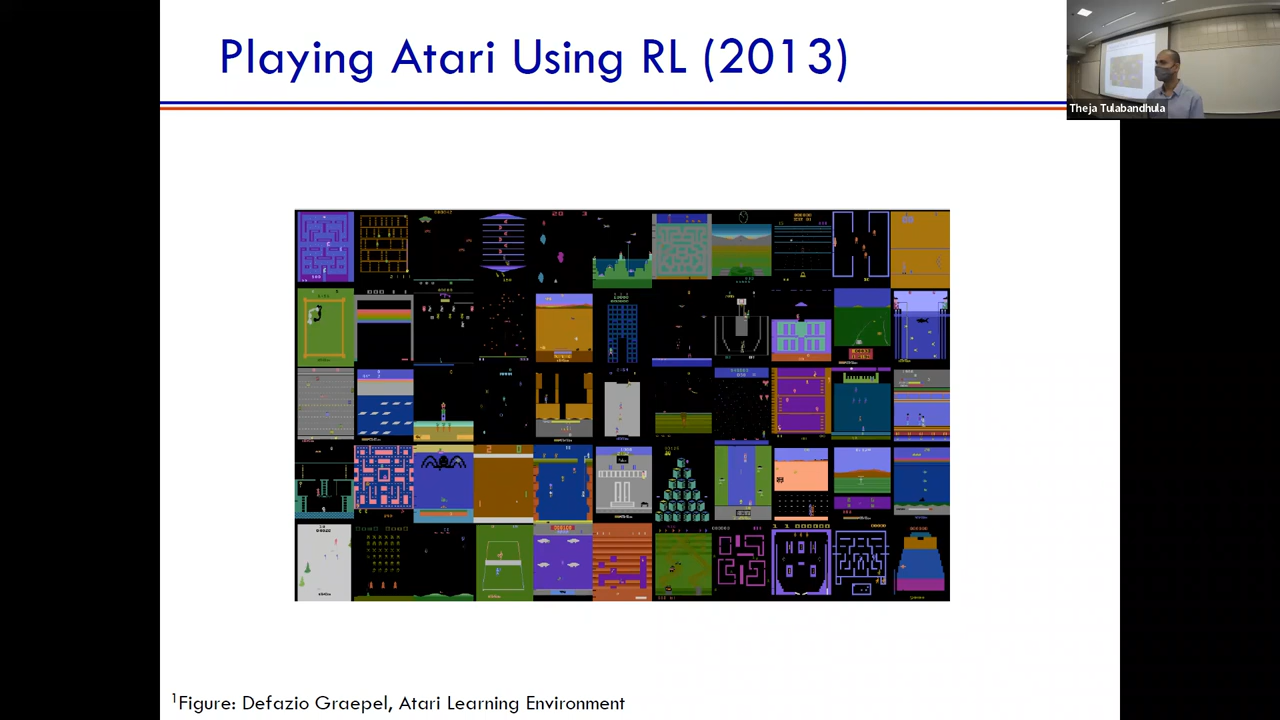 Playing Atari Using RL (2013)
Theja Tulabandhula
¹Figure: Defazio Graepel, Atari Learning Environment